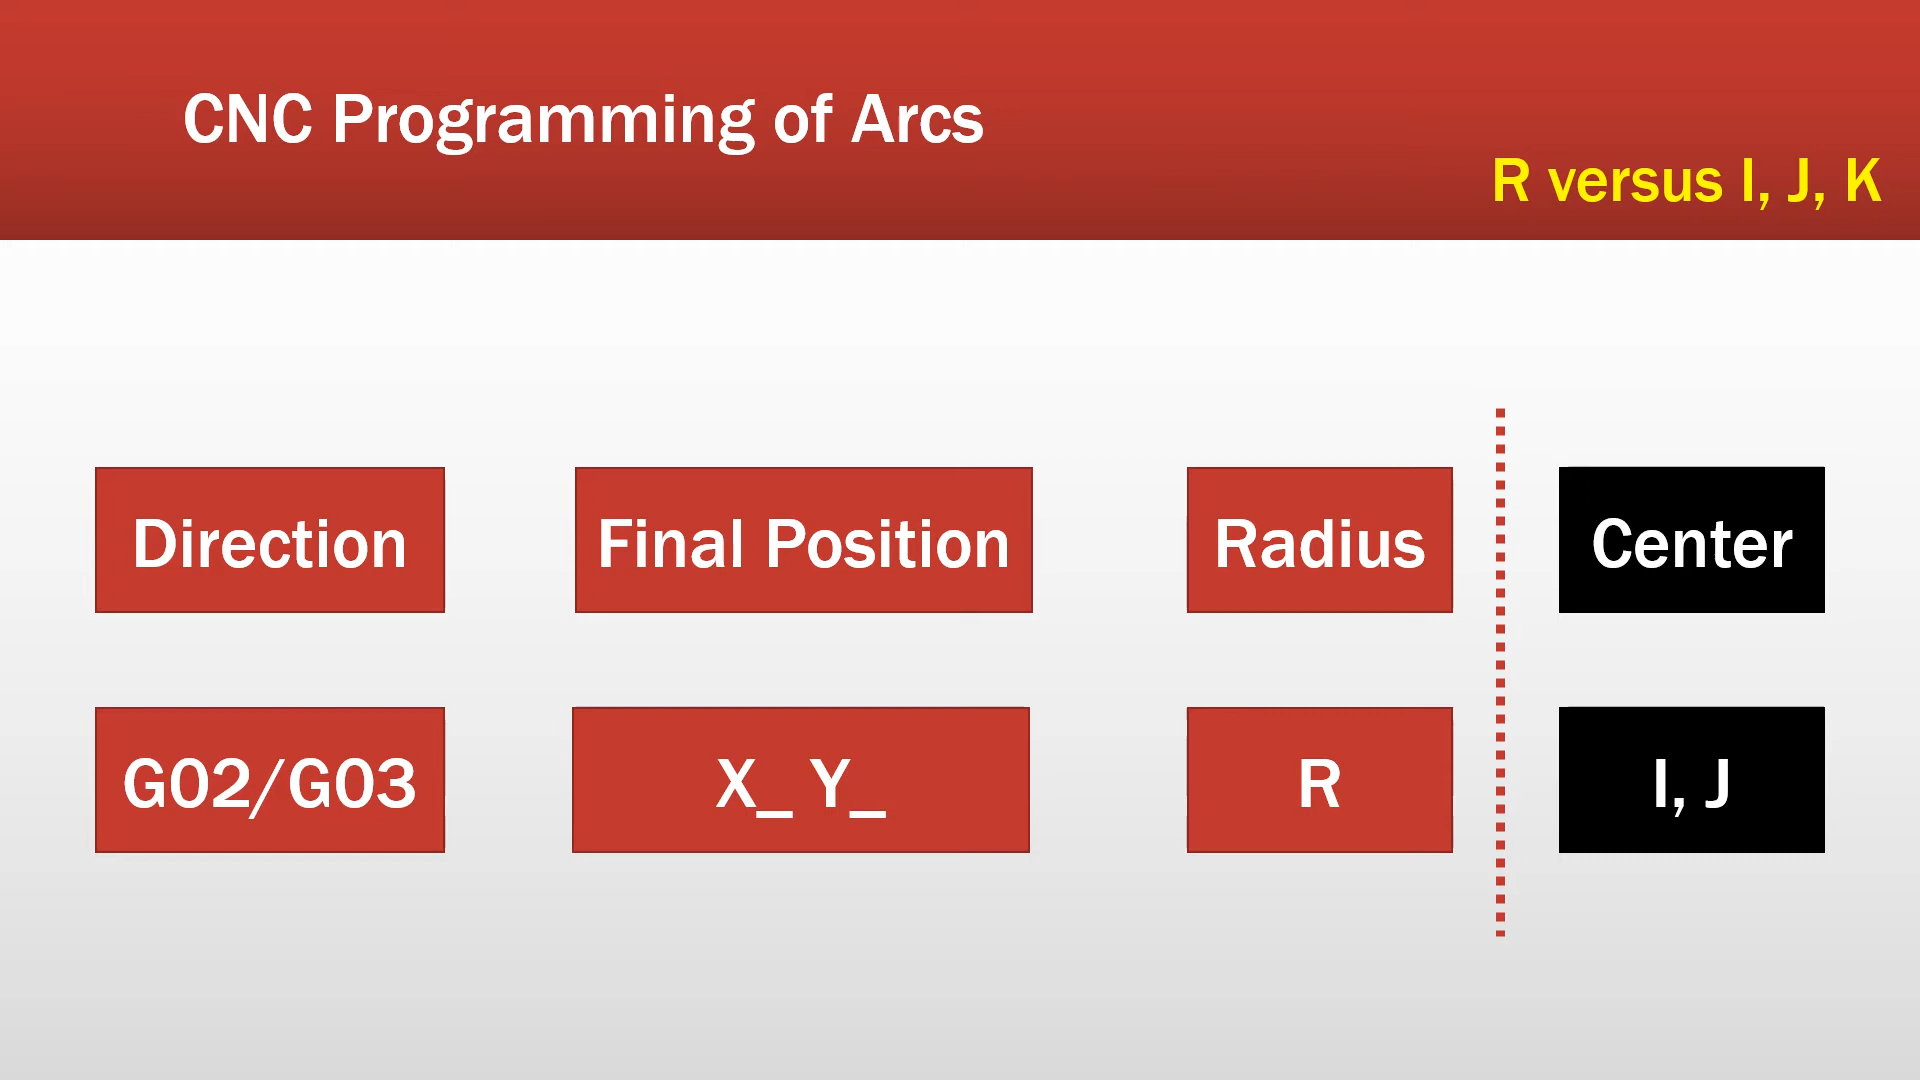 CNC Programming of Arcs
R versus I, J, K
Direction
Final Position
Radius
Center
G02/G03
X_ Y_
R
I, J